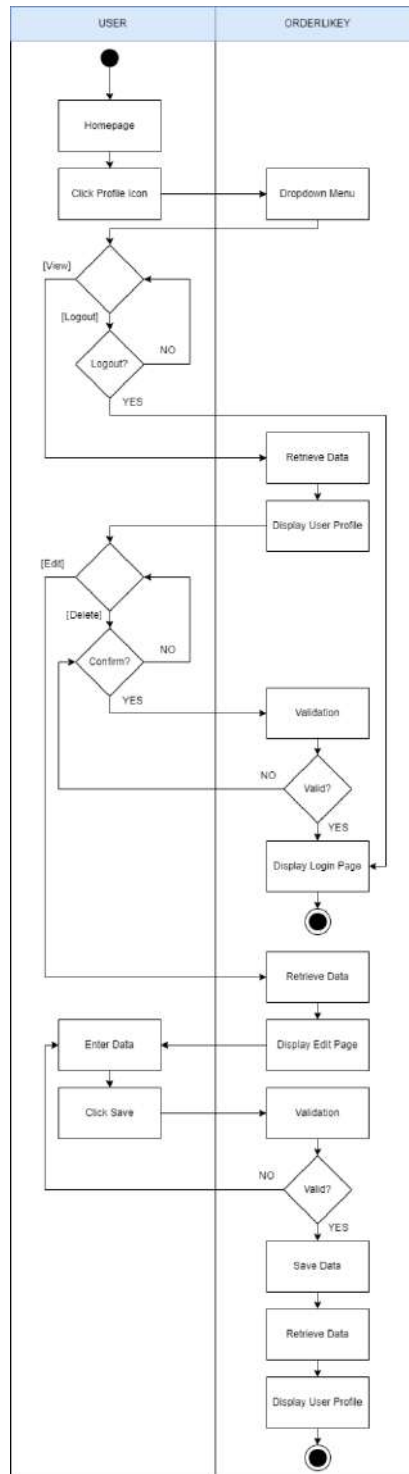 USER
ORDERLIKEY
Homepage
Click Profile Icon
Dropdown Menu
[View]
[Logout]
Logout?
NO
YES
Retrieve Data
Display User Profile
[Edit]
[Delete]
Confirm?
NO
YES
Validation
NO
Valid?
YES
Display Login Page
Retrieve Data
Enter Data
Display Edit Page
Click Save
Validation
NO
Valid?
YES
Save Data
Retrieve Data
Display User Profile